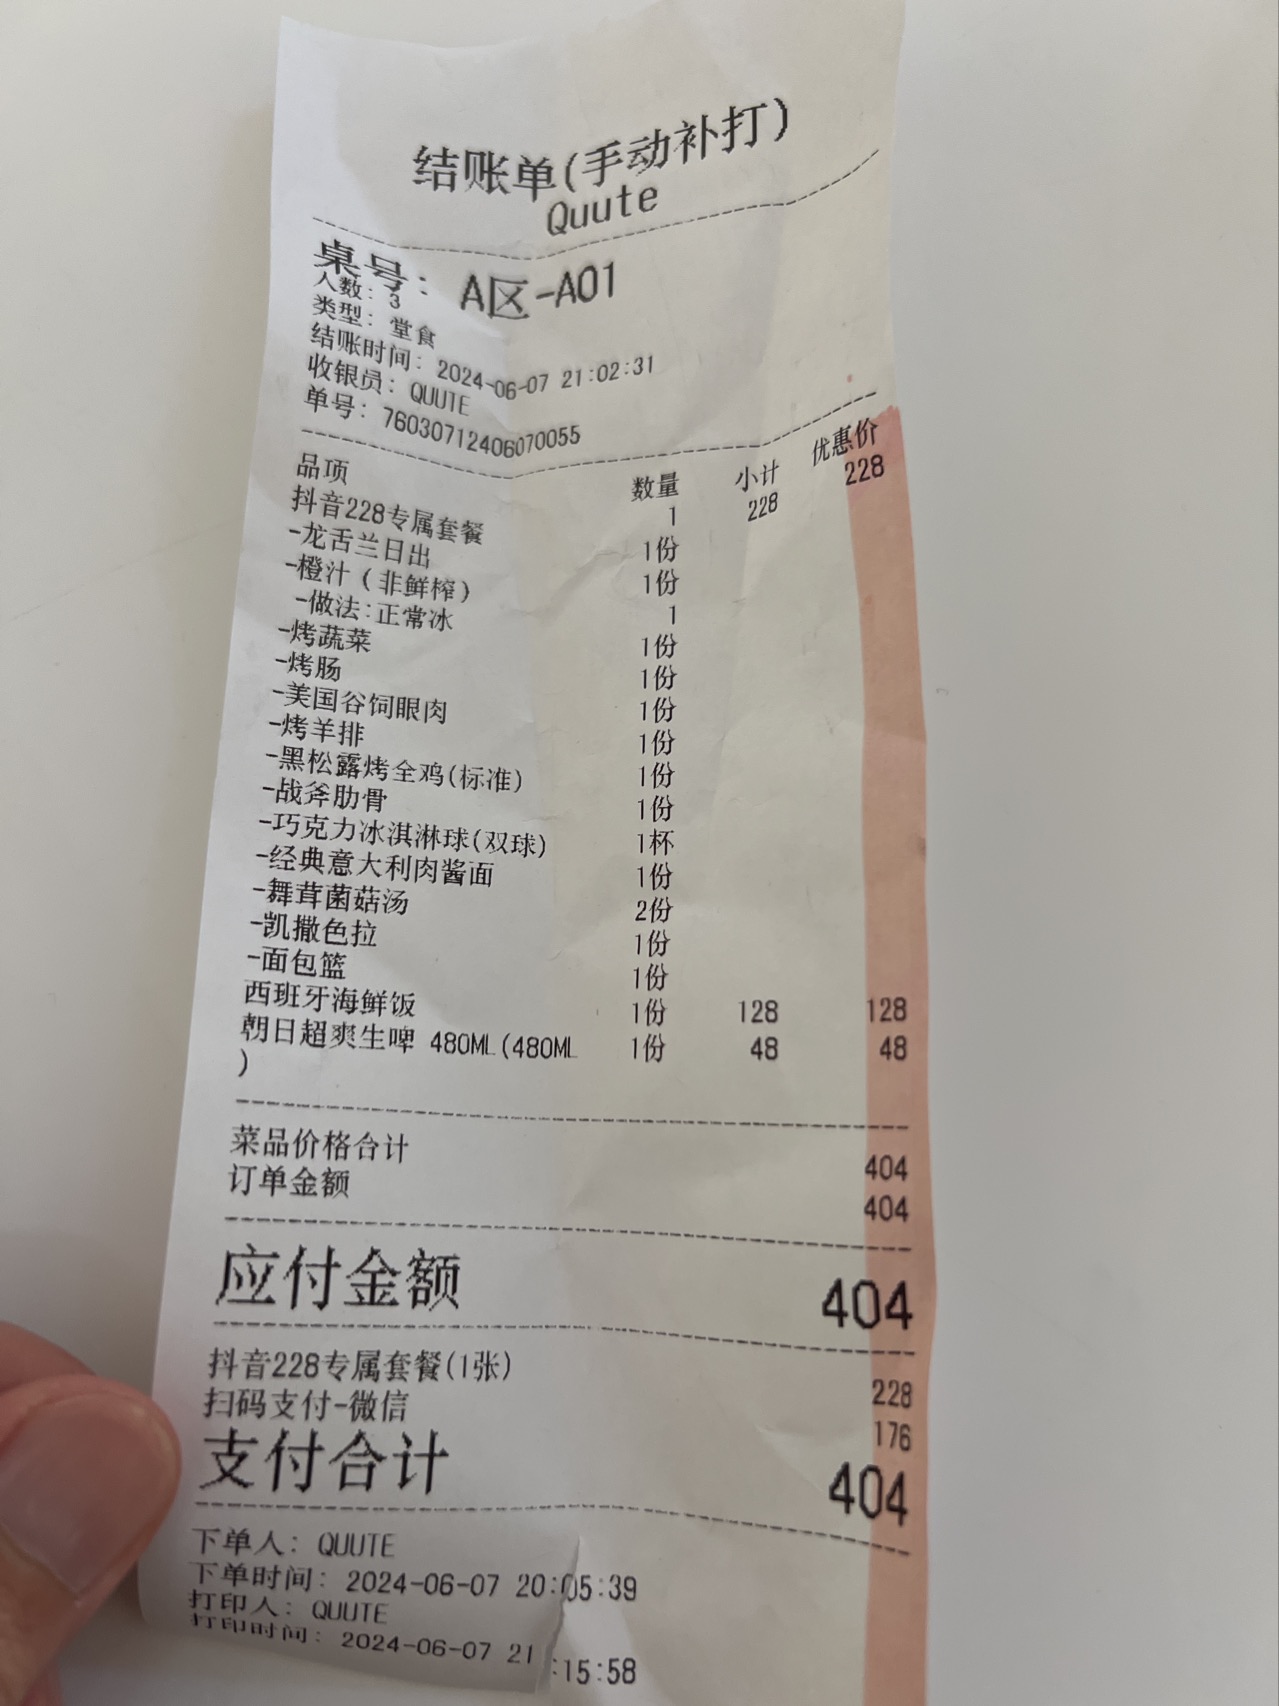 结账单(手动补打)
Quute
桌号: A区-A01
人数: 3
类型: 堂食
结账时间: 2024-06-07 21:02:31
收银员: QUUTE
单号: 76030712406070055
品项 数量 小计 优惠价
抖音228专属套餐 1 228 228
-龙舌兰日出 1份
-橙汁(非鲜榨) 1份
-做法:正常冰 1
-烤蔬菜 1份
-烤肠 1份
-美国谷饲眼肉 1份
-烤羊排 1份
-黑松露烤全鸡(标准) 1份
-战斧肋骨 1份
-巧克力冰淇淋球(双球) 1杯
-经典意大利肉酱面 1份
-舞茸菌菇汤 2份
-凯撒色拉 1份
-面包篮 1份
西班牙海鲜饭 1份 128 128
朝日超爽生啤 480ML(480ML 1份 48 48
)
菜品价格合计 404
订单金额 404
应付金额 404
抖音228专属套餐(1张) 228
扫码支付-微信 176
支付合计 404
下单人: QUUTE
下单时间: 2024-06-07 20:05:39
打印人: QUUTE
打印时间: 2024-06-07 21:15:58